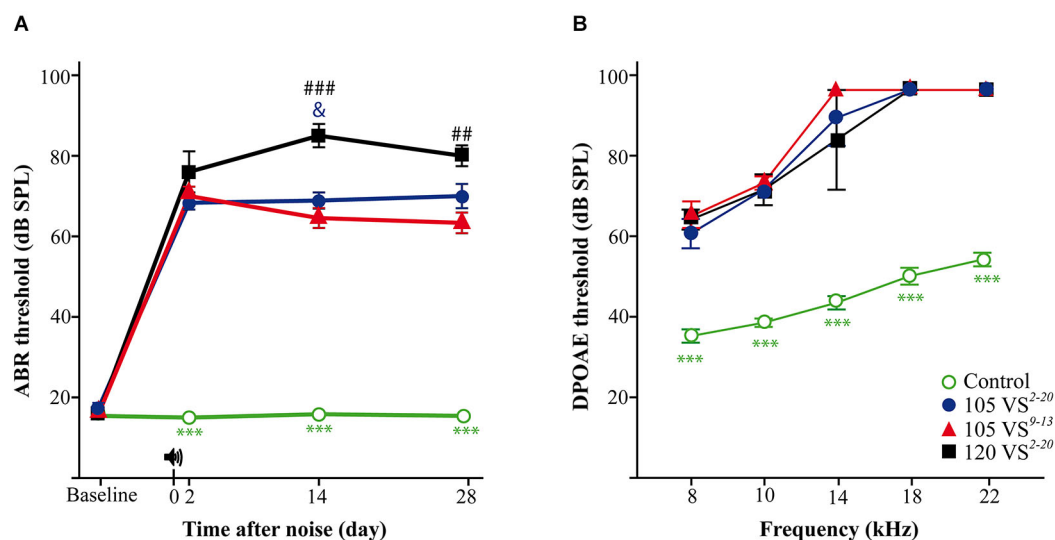 A
ABR threshold (dB SPL)
100
80
60
40
20
###
&
##
***
***
***
Baseline
0 2
14
28
Time after noise (day)
B
DPOAE threshold (dB SPL)
100
80
60
40
20
***
***
***
***
***
Control
105 VS2-20
105 VS9-13
120 VS2-20
8
10
14
18
22
Frequency (kHz)